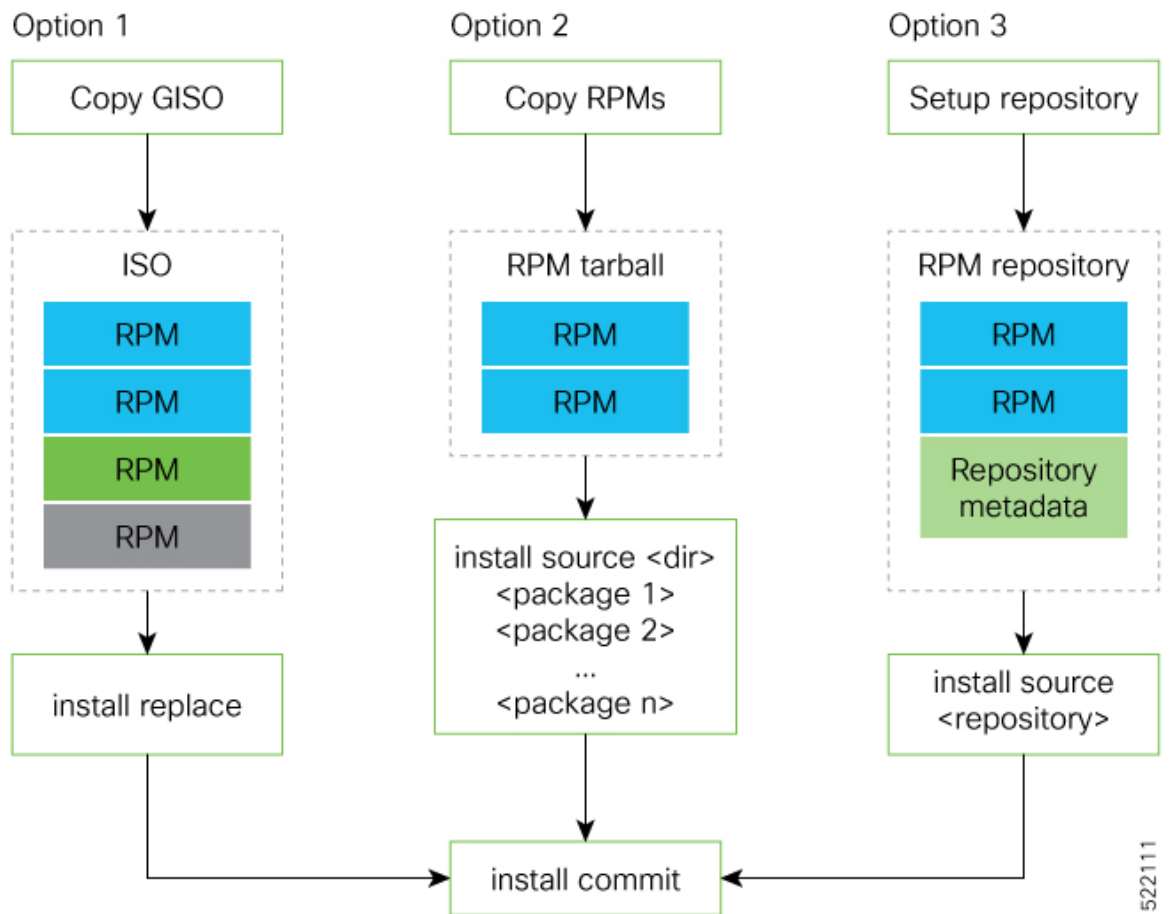 Option 1
Copy GISO
ISO
RPM
RPM
RPM
RPM
install replace
Option 2
Copy RPMs
RPM tarball
RPM
RPM
install source <dir>
<package 1>
<package 2>
...
<package n>
install commit
Option 3
Setup repository
RPM repository
RPM
RPM
Repository
metadata
install source
<repository>
522111